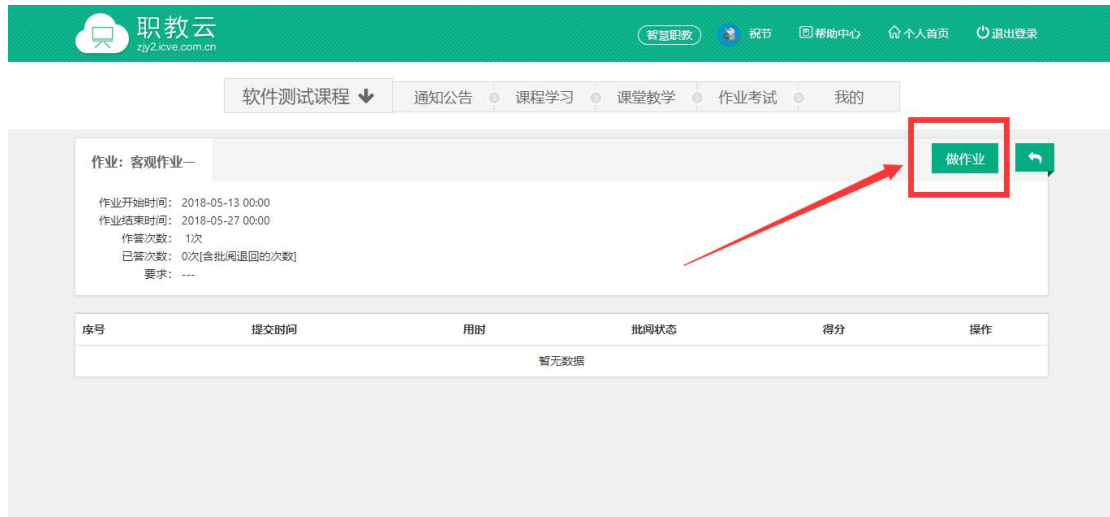 职教云
zjy2.icve.com.cn
智慧职教 祝节 帮助中心 个人首页 退出登录
软件测试课程 通知公告 课程学习 课堂教学 作业考试 我的
作业：客观作业一 做作业
作业开始时间： 2018-05-13 00:00
作业结束时间： 2018-05-27 00:00
作答次数： 1次
已答次数： 0次[含批阅退回的次数]
要求： ---
序号 提交时间 用时 批阅状态 得分 操作
暂无数据